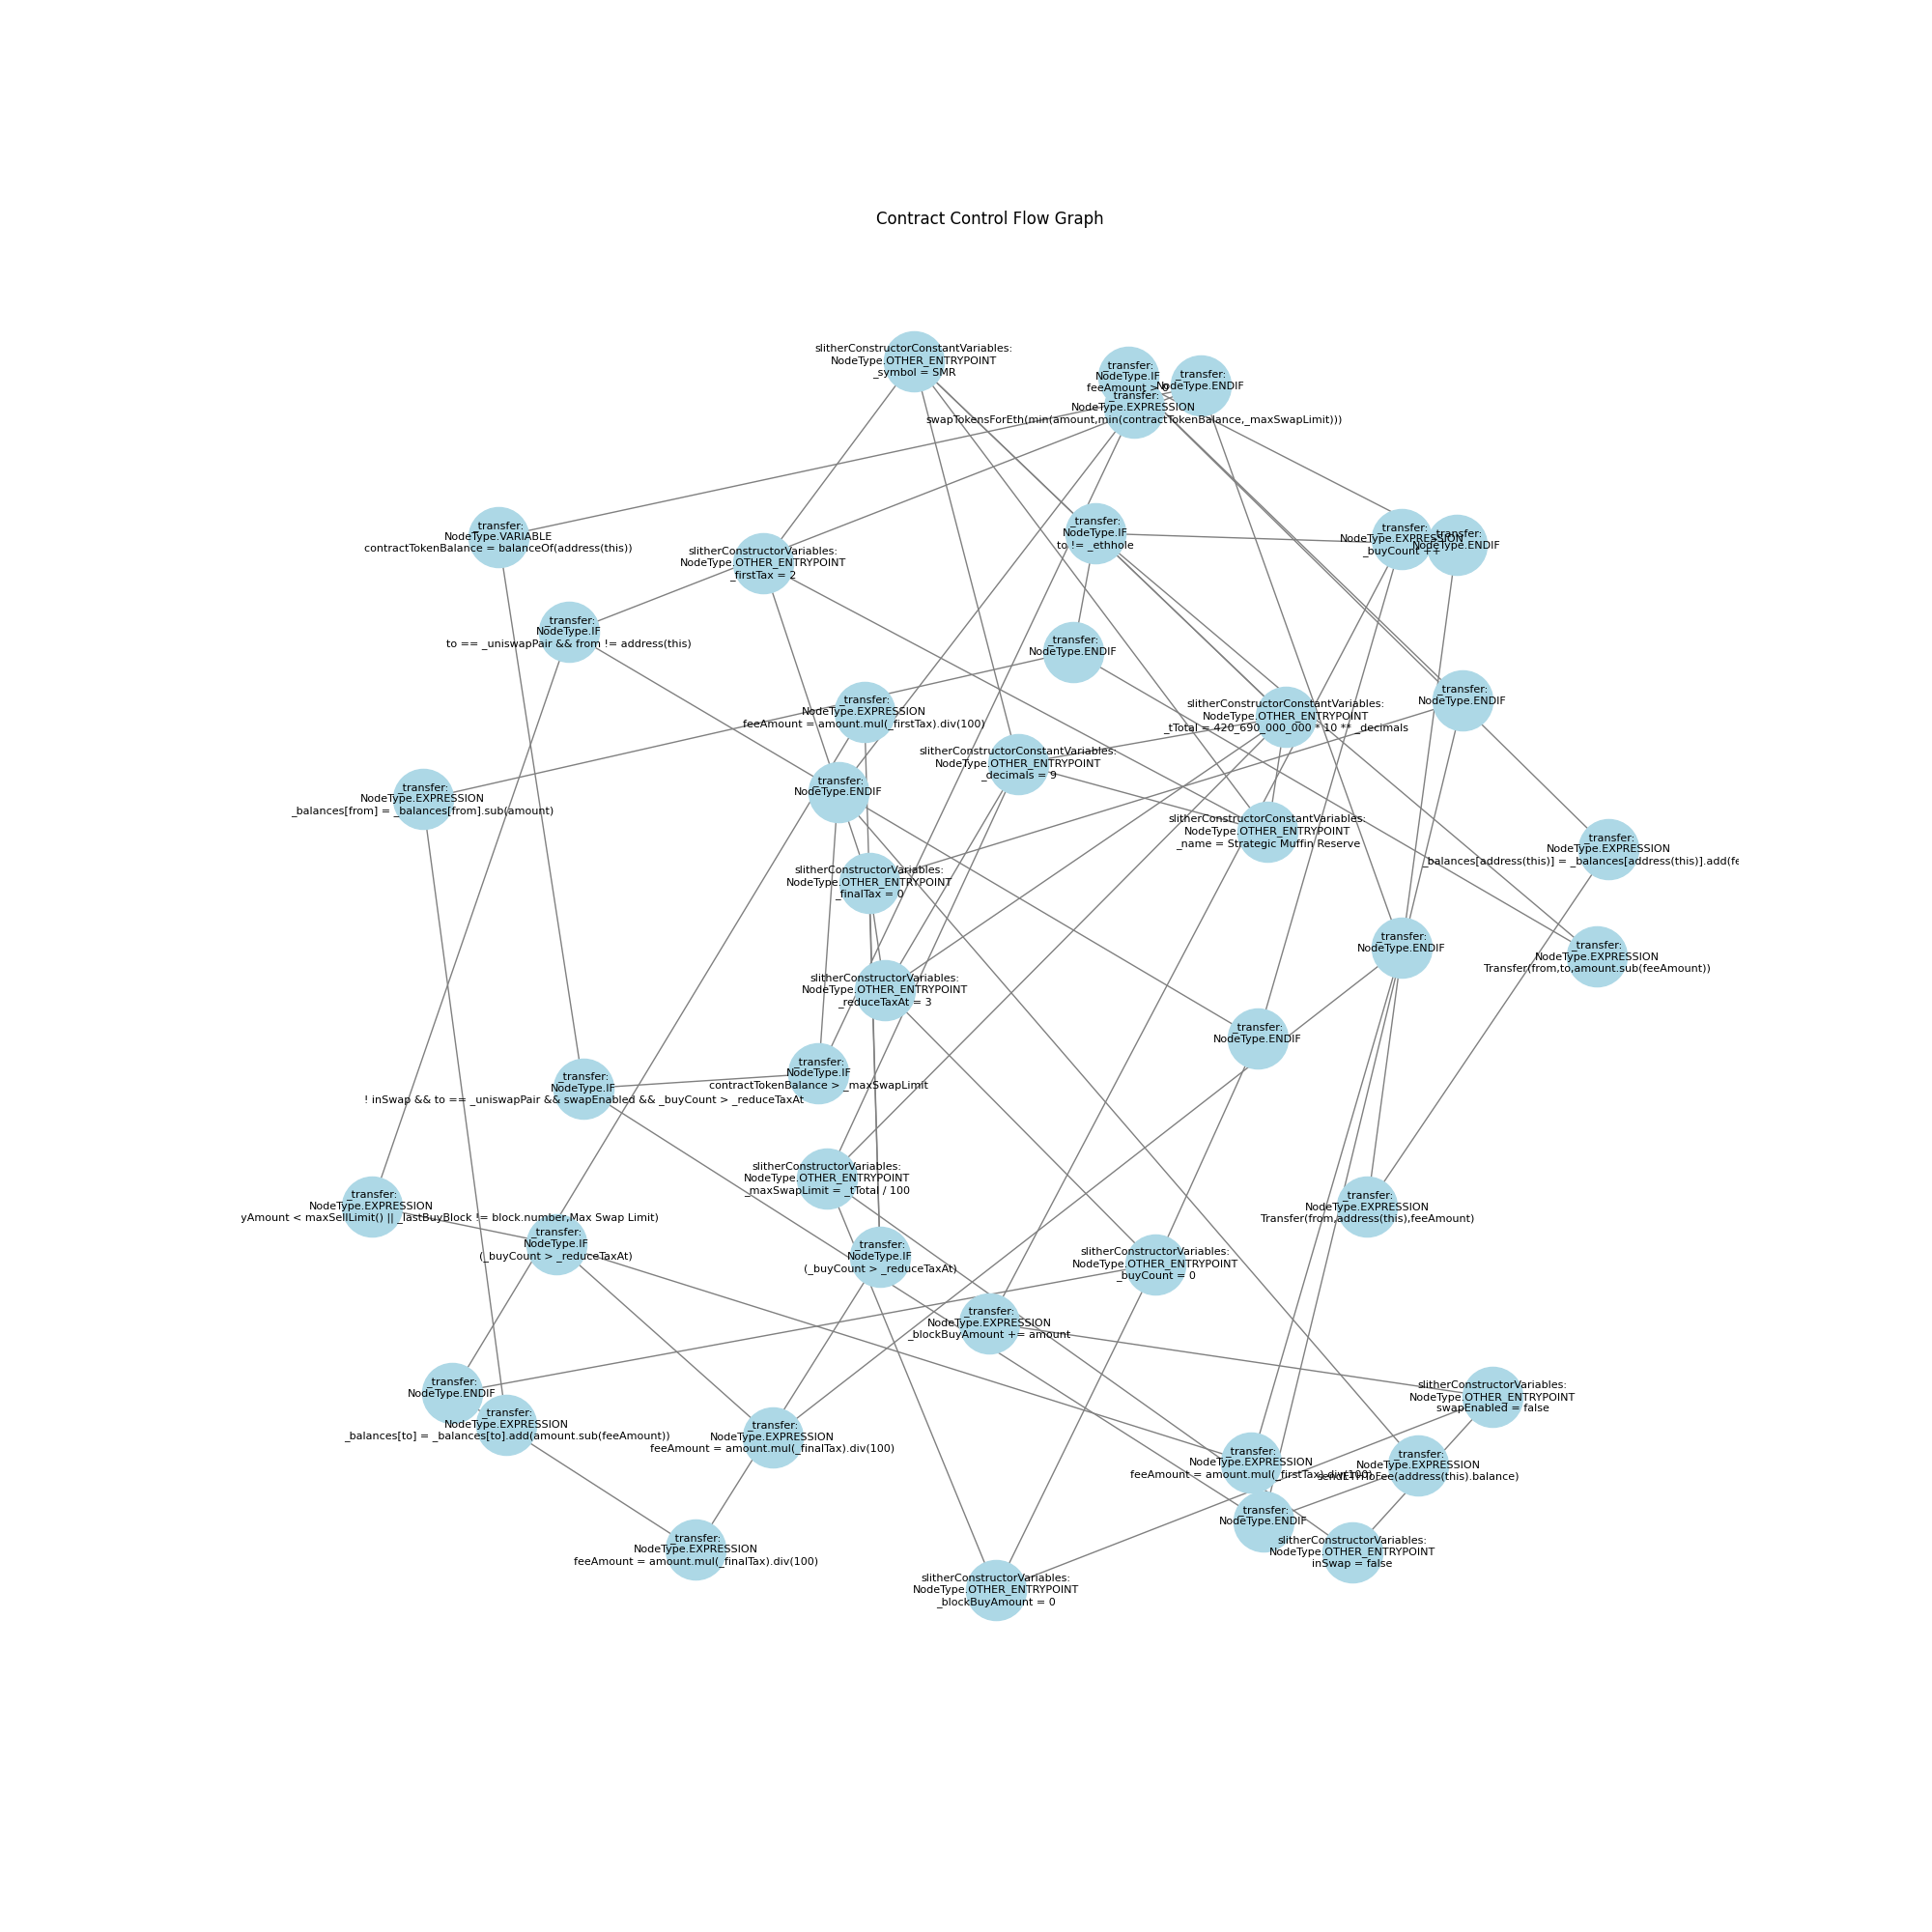 Contract Control Flow Graph
slitherConstructorConstantVariables:
NodeType.OTHER_ENTRYPOINT
_symbol = SMR
_transfer:
NodeType.IF
feeAmount > 0
_transfer:
NodeType.ENDIF
_transfer:
NodeType.EXPRESSION
swapTokensForEth(min(amount,min(contractTokenBalance,_maxSwapLimit)))
_transfer:
NodeType.VARIABLE
contractTokenBalance = balanceOf(address(this))
_transfer:
NodeType.IF
to != _ethhole
_transfer:
NodeType.EXPRESSION
_buyCount ++
_transfer:
NodeType.ENDIF
slitherConstructorVariables:
NodeType.OTHER_ENTRYPOINT
_firstTax = 2
_transfer:
NodeType.IF
to == _uniswapPair && from != address(this)
_transfer:
NodeType.ENDIF
_transfer:
NodeType.EXPRESSION
feeAmount = amount.mul(_firstTax).div(100)
slitherConstructorConstantVariables:
NodeType.OTHER_ENTRYPOINT
_tTotal = 420_690_000_000 * 10 ** _decimals
_transfer:
NodeType.ENDIF
slitherConstructorConstantVariables:
NodeType.OTHER_ENTRYPOINT
_decimals = 9
_transfer:
NodeType.ENDIF
_transfer:
NodeType.EXPRESSION
_balances[from] = _balances[from].sub(amount)
slitherConstructorConstantVariables:
NodeType.OTHER_ENTRYPOINT
_name = Strategic Muffin Reserve
_transfer:
NodeType.EXPRESSION
_balances[address(this)] = _balances[address(this)].add(fe
slitherConstructorVariables:
NodeType.OTHER_ENTRYPOINT
_finalTax = 0
_transfer:
NodeType.ENDIF
_transfer:
NodeType.EXPRESSION
Transfer(from,to,amount.sub(feeAmount))
slitherConstructorVariables:
NodeType.OTHER_ENTRYPOINT
_reduceTaxAt = 3
_transfer:
NodeType.ENDIF
_transfer:
NodeType.IF
contractTokenBalance > _maxSwapLimit
_transfer:
NodeType.IF
! inSwap && to == _uniswapPair && swapEnabled && _buyCount > _reduceTaxAt
slitherConstructorVariables:
NodeType.OTHER_ENTRYPOINT
_maxSwapLimit = _tTotal / 100
_transfer:
NodeType.EXPRESSION
yAmount < maxSellLimit() || _lastBuyBlock != block.number,Max Swap Limit)
_transfer:
NodeType.EXPRESSION
Transfer(from,address(this),feeAmount)
_transfer:
NodeType.IF
(_buyCount > _reduceTaxAt)
_transfer:
NodeType.IF
(_buyCount > _reduceTaxAt)
slitherConstructorVariables:
NodeType.OTHER_ENTRYPOINT
_buyCount = 0
_transfer:
NodeType.EXPRESSION
_blockBuyAmount += amount
_transfer:
NodeType.ENDIF
slitherConstructorVariables:
NodeType.OTHER_ENTRYPOINT
swapEnabled = false
_transfer:
NodeType.EXPRESSION
_balances[to] = _balances[to].add(amount.sub(feeAmount))
_transfer:
NodeType.EXPRESSION
feeAmount = amount.mul(_finalTax).div(100)
_transfer:
NodeType.EXPRESSION
feeAmount = amount.mul(_firstTax).div(100)
_transfer:
NodeType.EXPRESSION
sendETHToFee(address(this).balance)
_transfer:
NodeType.ENDIF
_transfer:
NodeType.EXPRESSION
feeAmount = amount.mul(_finalTax).div(100)
slitherConstructorVariables:
NodeType.OTHER_ENTRYPOINT
inSwap = false
slitherConstructorVariables:
NodeType.OTHER_ENTRYPOINT
_blockBuyAmount = 0